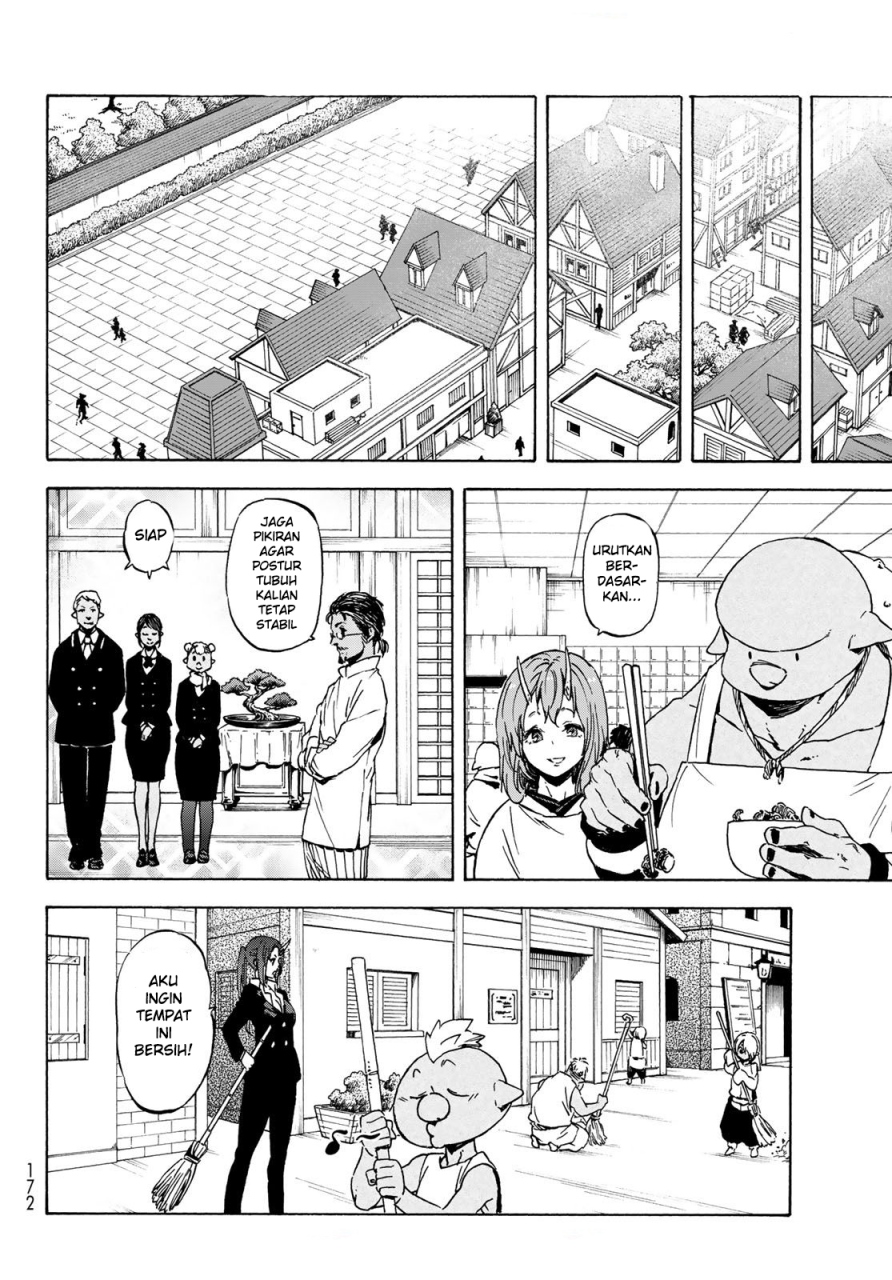 URUTKAN
BER-
DASAR-
KAN...
JAGA
PIKIRAN
AGAR
POSTUR
TUBUH
KALIAN
TETAP
STABIL
SIAP
AKU
INGIN
TEMPAT
INI
BERSIH!
172